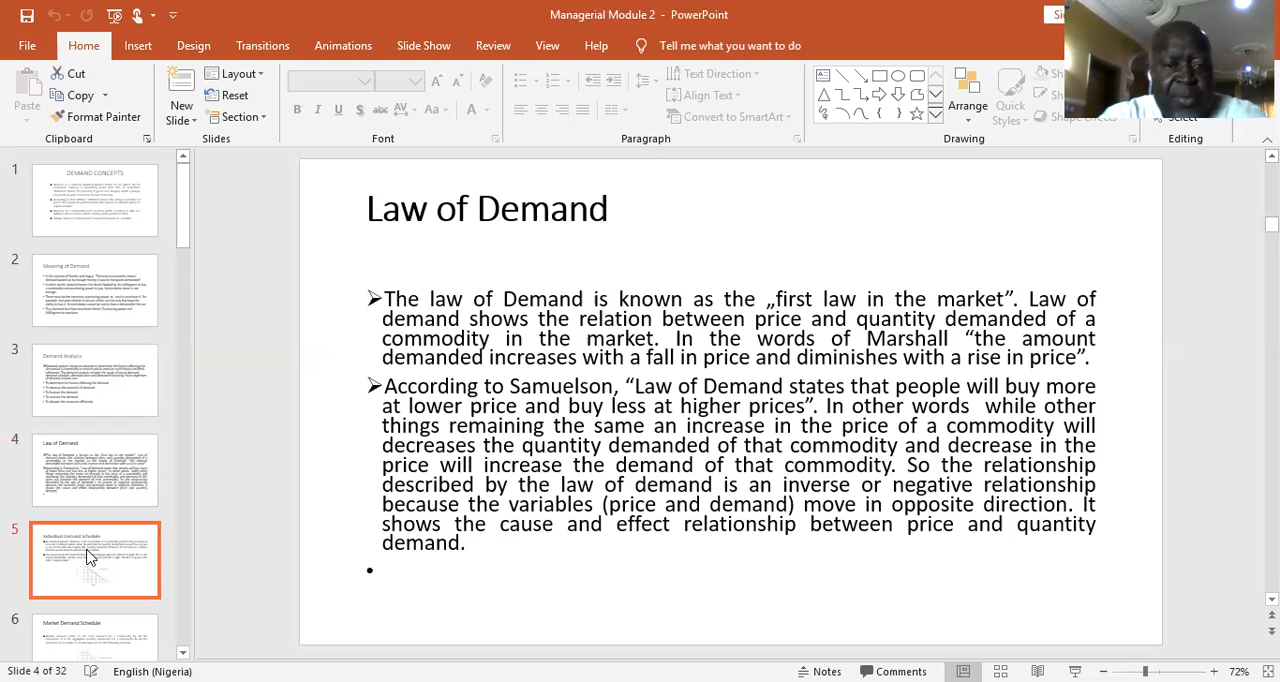 Managerial Module 2 - PowerPoint
File Home Insert Design Transitions Animations Slide Show Review View Help Tell me what you want to do
Paste
Cut
Copy
Format Painter
Clipboard
New Slide
Layout
Reset
Section
Slides
B I U S abc AV Aa A
Font
Text Direction
Align Text
Convert to SmartArt
Paragraph
Arrange
Quick Styles
Drawing
Select
Editing
1
DEMAND CONCEPTS
2
Meaning of Demand
3
Demand Analysis
4
Law of Demand
5
Individual Demand Schedule
6
Market Demand Schedule
Law of Demand
➢The law of Demand is known as the „first law in the market”. Law of
demand shows the relation between price and quantity demanded of a
commodity in the market. In the words of Marshall “the amount
demanded increases with a fall in price and diminishes with a rise in price”.
➢According to Samuelson, “Law of Demand states that people will buy more
at lower price and buy less at higher prices”. In other words while other
things remaining the same an increase in the price of a commodity will
decreases the quantity demanded of that commodity and decrease in the
price will increase the demand of that commodity. So the relationship
described by the law of demand is an inverse or negative relationship
because the variables (price and demand) move in opposite direction. It
shows the cause and effect relationship between price and quantity
demand.
•
Slide 4 of 32 English (Nigeria) Notes Comments 72%